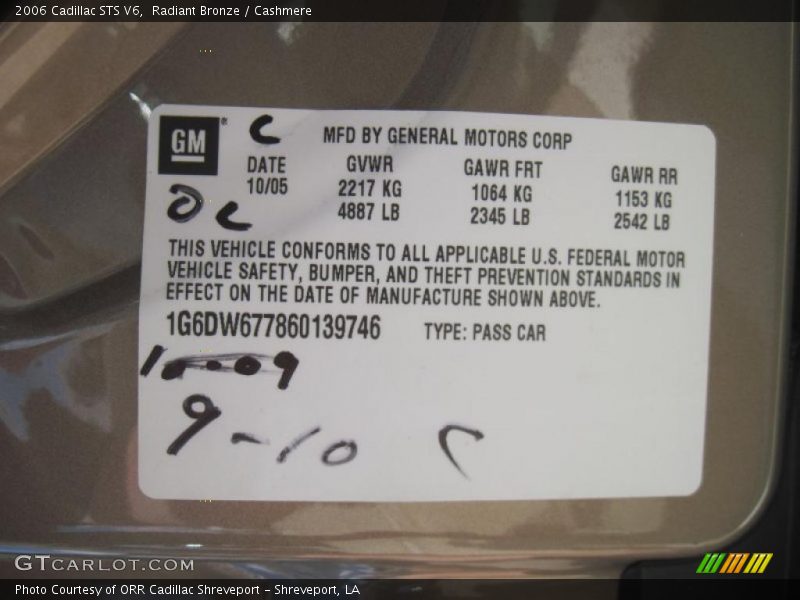 2006 Cadillac STS V6, Radiant Bronze / Cashmere
GM® C MFD BY GENERAL MOTORS CORP
DATE GVWR GAWR FRT GAWR RR
10/05 2217 KG 1064 KG 1153 KG
4887 LB 2345 LB 2542 LB
THIS VEHICLE CONFORMS TO ALL APPLICABLE U.S. FEDERAL MOTOR
VEHICLE SAFETY, BUMPER, AND THEFT PREVENTION STANDARDS IN
EFFECT ON THE DATE OF MANUFACTURE SHOWN ABOVE.
1G6DW677860139746 TYPE: PASS CAR
9-10 C
GTCARLOT.COM
Photo Courtesy of ORR Cadillac Shreveport - Shreveport, LA